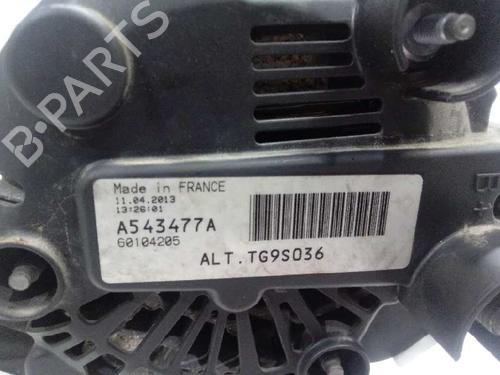 B-PARTS
Made in FRANCE
11.04.2013
13:26:01
A543477A
60104205
ALT.TG9S036
B